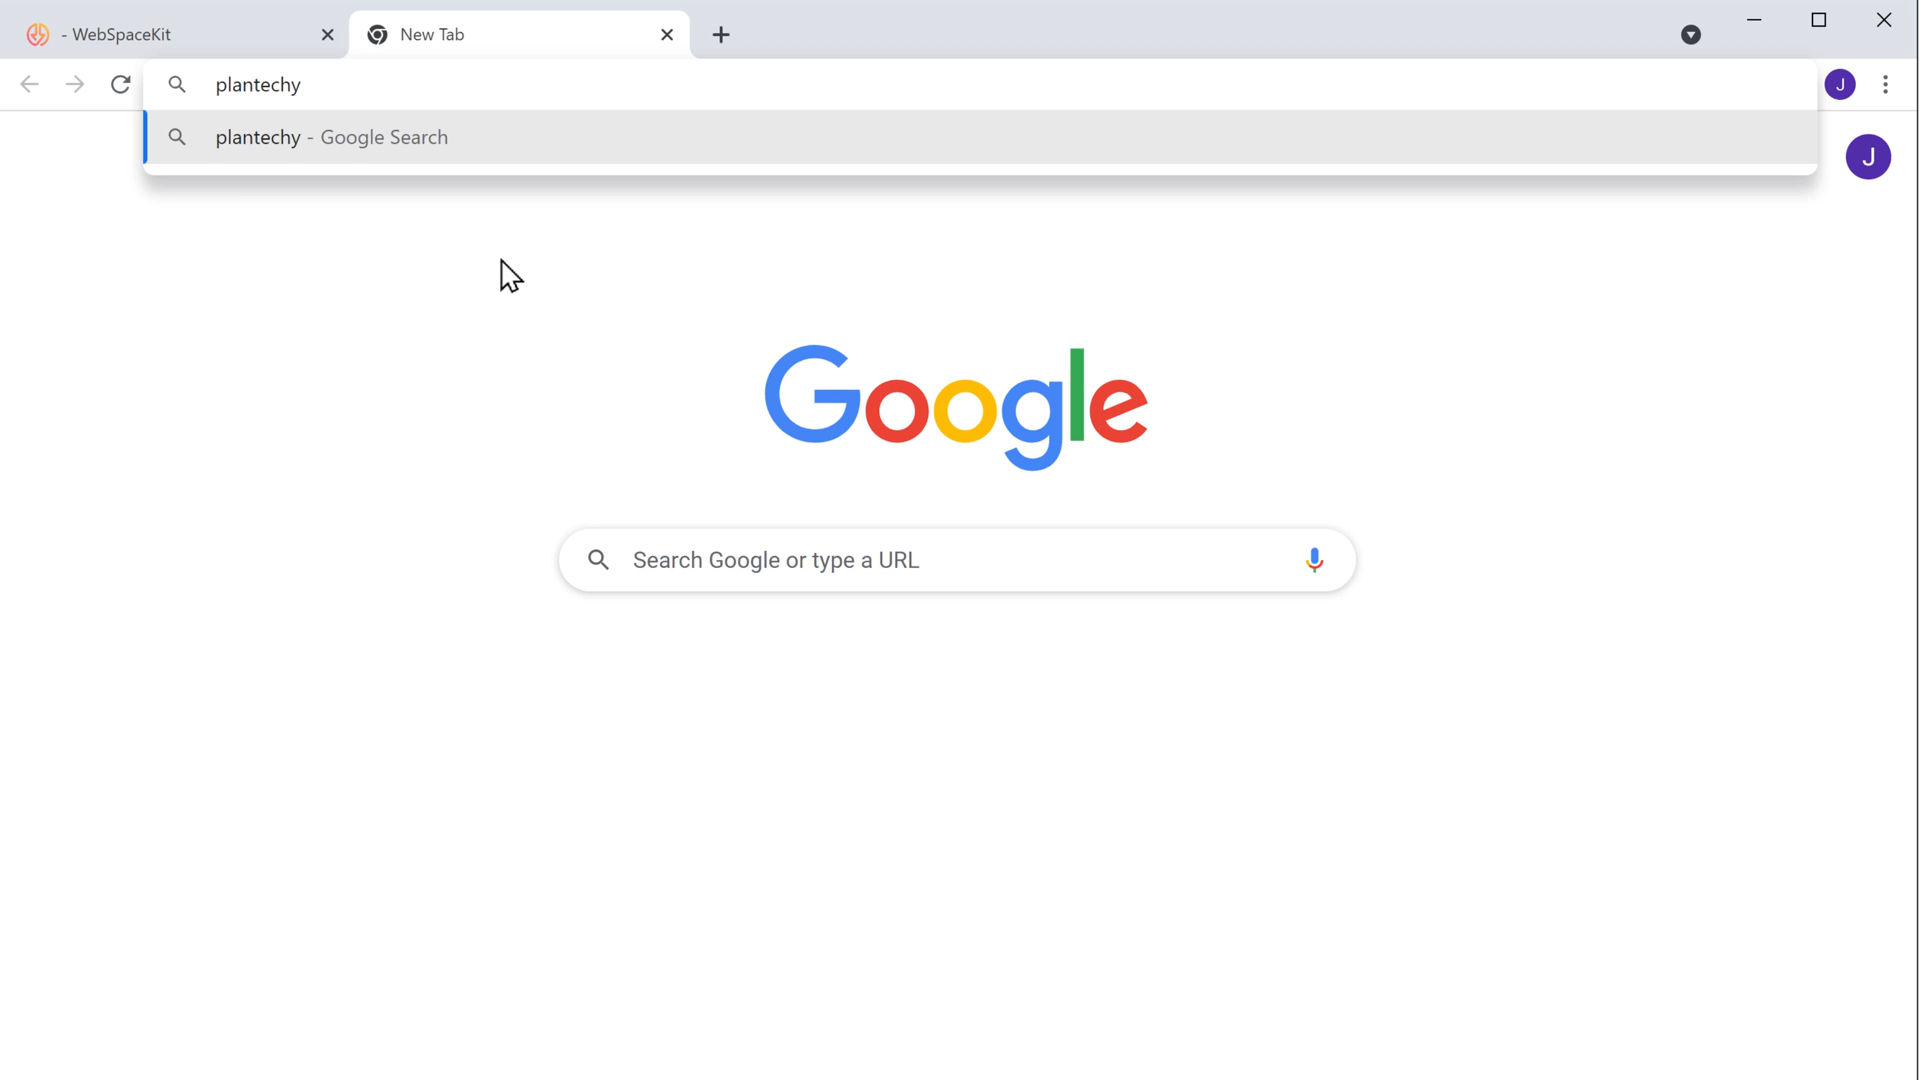 - WebSpaceKit
New Tab
plantechy
J
plantechy - Google Search
J
Google
Search Google or type a URL